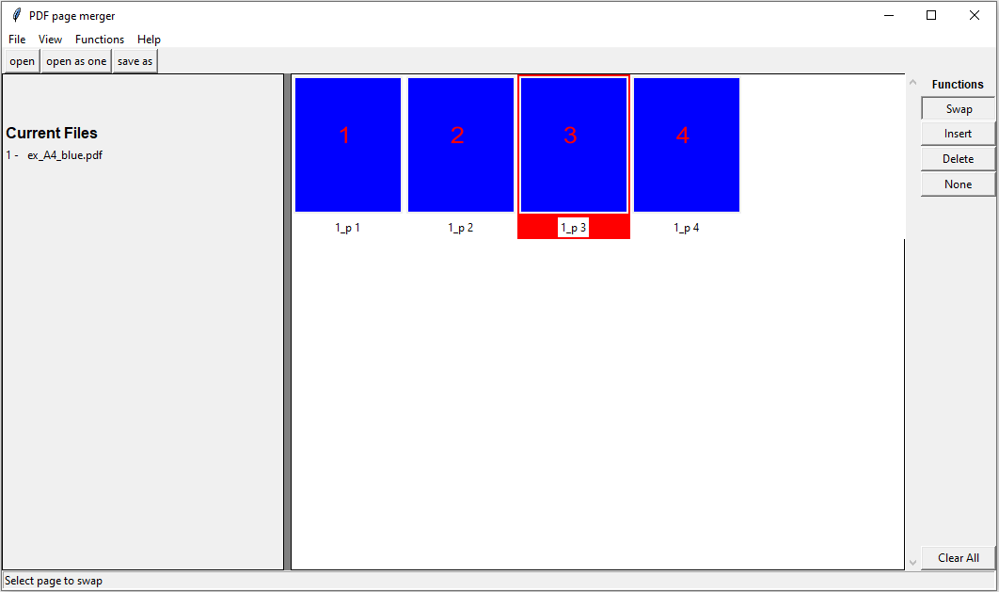 PDF page merger
File View Functions Help
open open as one save as
Current Files
1 - ex_A4_blue.pdf
1 2 3 4
1_p 1 1_p 2 1_p 3 1_p 4
Functions
Swap
Insert
Delete
None
Clear All
Select page to swap